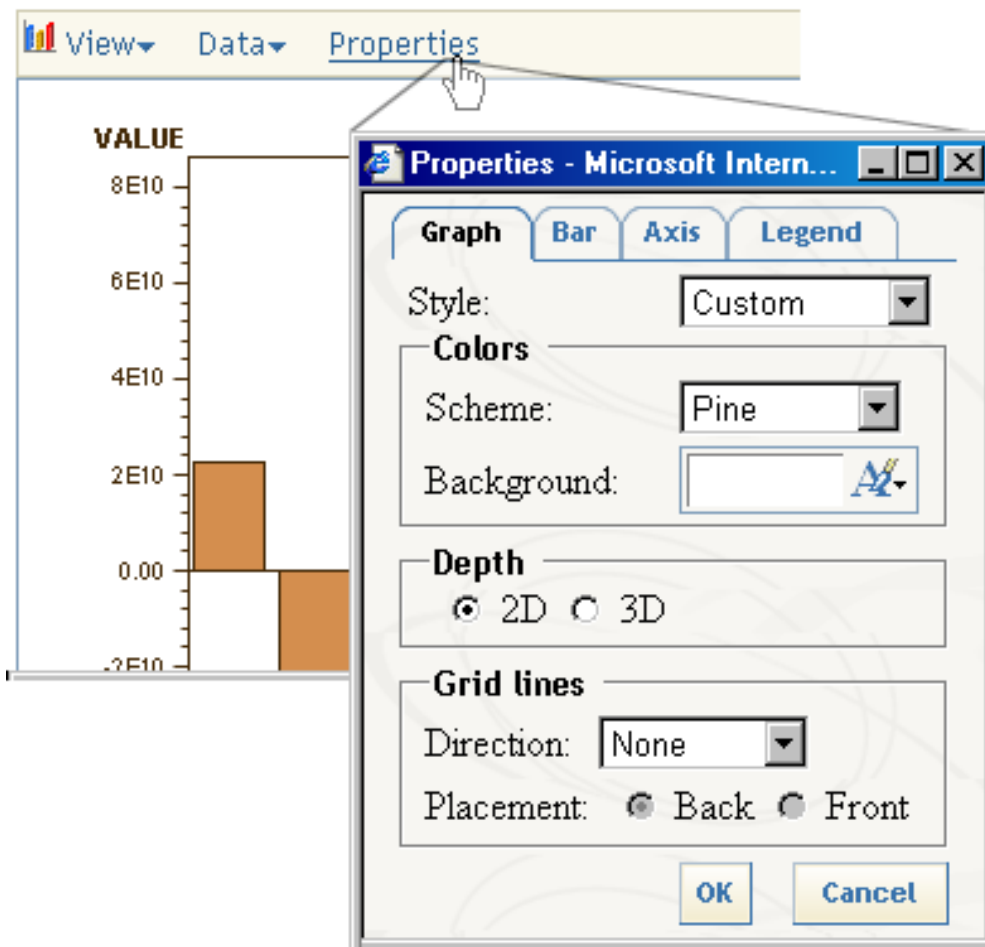 View Data Properties
VALUE
8E10
6E10
4E10
2E10
0.00
-2E10
Properties - Microsoft Intern...
Graph Bar Axis Legend
Style: Custom
Colors
Scheme: Pine
Background:
Depth
2D 3D
Grid lines
Direction: None
Placement: Back Front
OK Cancel